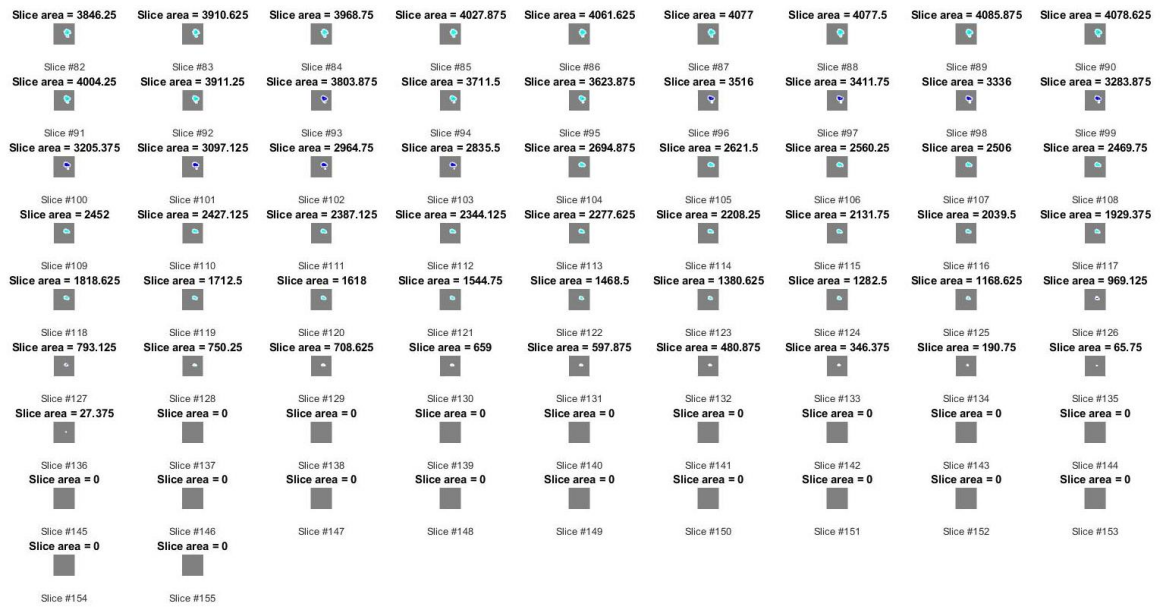 Slice area = 3846.25 Slice area = 3910.625 Slice area = 3968.75 Slice area = 4027.875 Slice area = 4061.625 Slice area = 4077 Slice area = 4077.5 Slice area = 4085.875 Slice area = 4078.625
Slice #82 Slice #83 Slice #84 Slice #85 Slice #86 Slice #87 Slice #88 Slice #89 Slice #90
Slice area = 4004.25 Slice area = 3911.25 Slice area = 3803.875 Slice area = 3711.5 Slice area = 3623.875 Slice area = 3516 Slice area = 3411.75 Slice area = 3336 Slice area = 3283.875
Slice #91 Slice #92 Slice #93 Slice #94 Slice #95 Slice #96 Slice #97 Slice #98 Slice #99
Slice area = 3205.375 Slice area = 3097.125 Slice area = 2964.75 Slice area = 2835.5 Slice area = 2694.875 Slice area = 2621.5 Slice area = 2560.25 Slice area = 2506 Slice area = 2469.75
Slice #100 Slice #101 Slice #102 Slice #103 Slice #104 Slice #105 Slice #106 Slice #107 Slice #108
Slice area = 2452 Slice area = 2427.125 Slice area = 2387.125 Slice area = 2344.125 Slice area = 2277.625 Slice area = 2208.25 Slice area = 2131.75 Slice area = 2039.5 Slice area = 1929.375
Slice #109 Slice #110 Slice #111 Slice #112 Slice #113 Slice #114 Slice #115 Slice #116 Slice #117
Slice area = 1818.625 Slice area = 1712.5 Slice area = 1618 Slice area = 1544.75 Slice area = 1468.5 Slice area = 1380.625 Slice area = 1282.5 Slice area = 1168.625 Slice area = 969.125
Slice #118 Slice #119 Slice #120 Slice #121 Slice #122 Slice #123 Slice #124 Slice #125 Slice #126
Slice area = 793.125 Slice area = 750.25 Slice area = 708.625 Slice area = 659 Slice area = 597.875 Slice area = 480.875 Slice area = 346.375 Slice area = 190.75 Slice area = 65.75
Slice #127 Slice #128 Slice #129 Slice #130 Slice #131 Slice #132 Slice #133 Slice #134 Slice #135
Slice area = 27.375 Slice area = 0 Slice area = 0 Slice area = 0 Slice area = 0 Slice area = 0 Slice area = 0 Slice area = 0 Slice area = 0
Slice #136 Slice #137 Slice #138 Slice #139 Slice #140 Slice #141 Slice #142 Slice #143 Slice #144
Slice area = 0 Slice area = 0 Slice area = 0 Slice area = 0 Slice area = 0 Slice area = 0 Slice area = 0 Slice area = 0 Slice area = 0
Slice #145 Slice #146 Slice #147 Slice #148 Slice #149 Slice #150 Slice #151 Slice #152 Slice #153
Slice area = 0 Slice area = 0
Slice #154 Slice #155